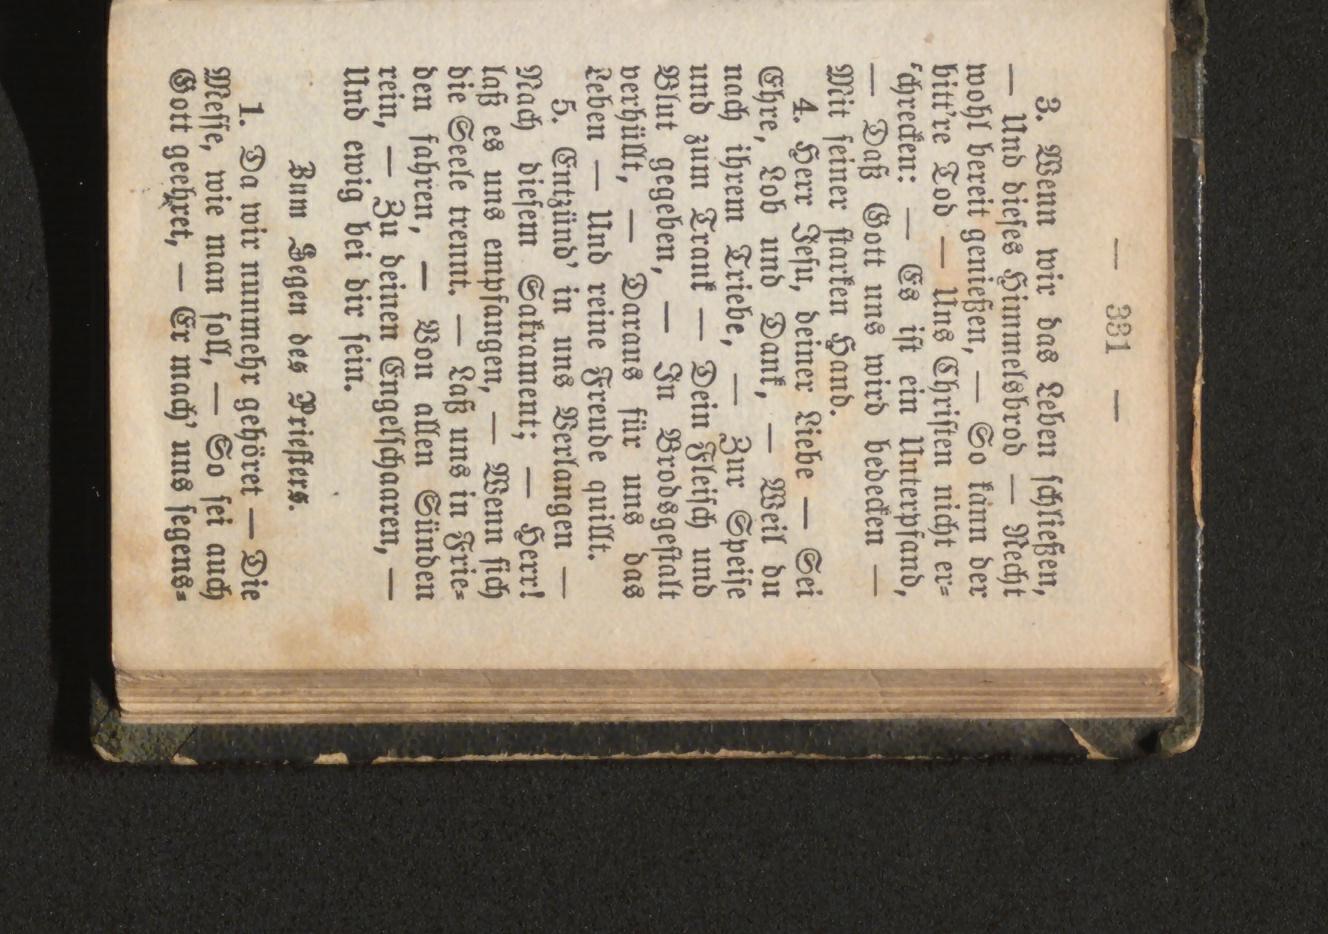 — 331 —
3. Wenn wir das Leben schließen,
— Und dieses Himmelsbrod — Recht
wohl bereit genießen, — So kann der
bitt're Tod — Uns Christen nicht er-
schrecken: — Es ist ein Unterpfand,
— Daß Gott uns wird bedecken —
Mit seiner starken Hand.
4. Herr Jesu, deiner Liebe — Sei
Ehre, Lob und Dank, — Weil du
nach ihrem Triebe, — Zur Speise
und zum Trank — Dein Fleisch und
Blut gegeben, — In Brodsgestalt
verhüllt, — Daraus für uns das
Leben — Und reine Freude quillt.
5. Entzünd' in uns Verlangen —
Nach diesem Sakrament; — Herr!
laß es uns empfangen, — Wenn sich
die Seele trennt. — Laß uns in Frie-
den fahren, — Von allen Sünden
rein, — Zu deinen Engelschaaren, —
Und ewig bei dir sein.
Zum Segen des Priesters.
1. Da wir nunmehr gehöret — Die
Messe, wie man soll, — So sei auch
Gott geehret, — Er mach' uns segens-